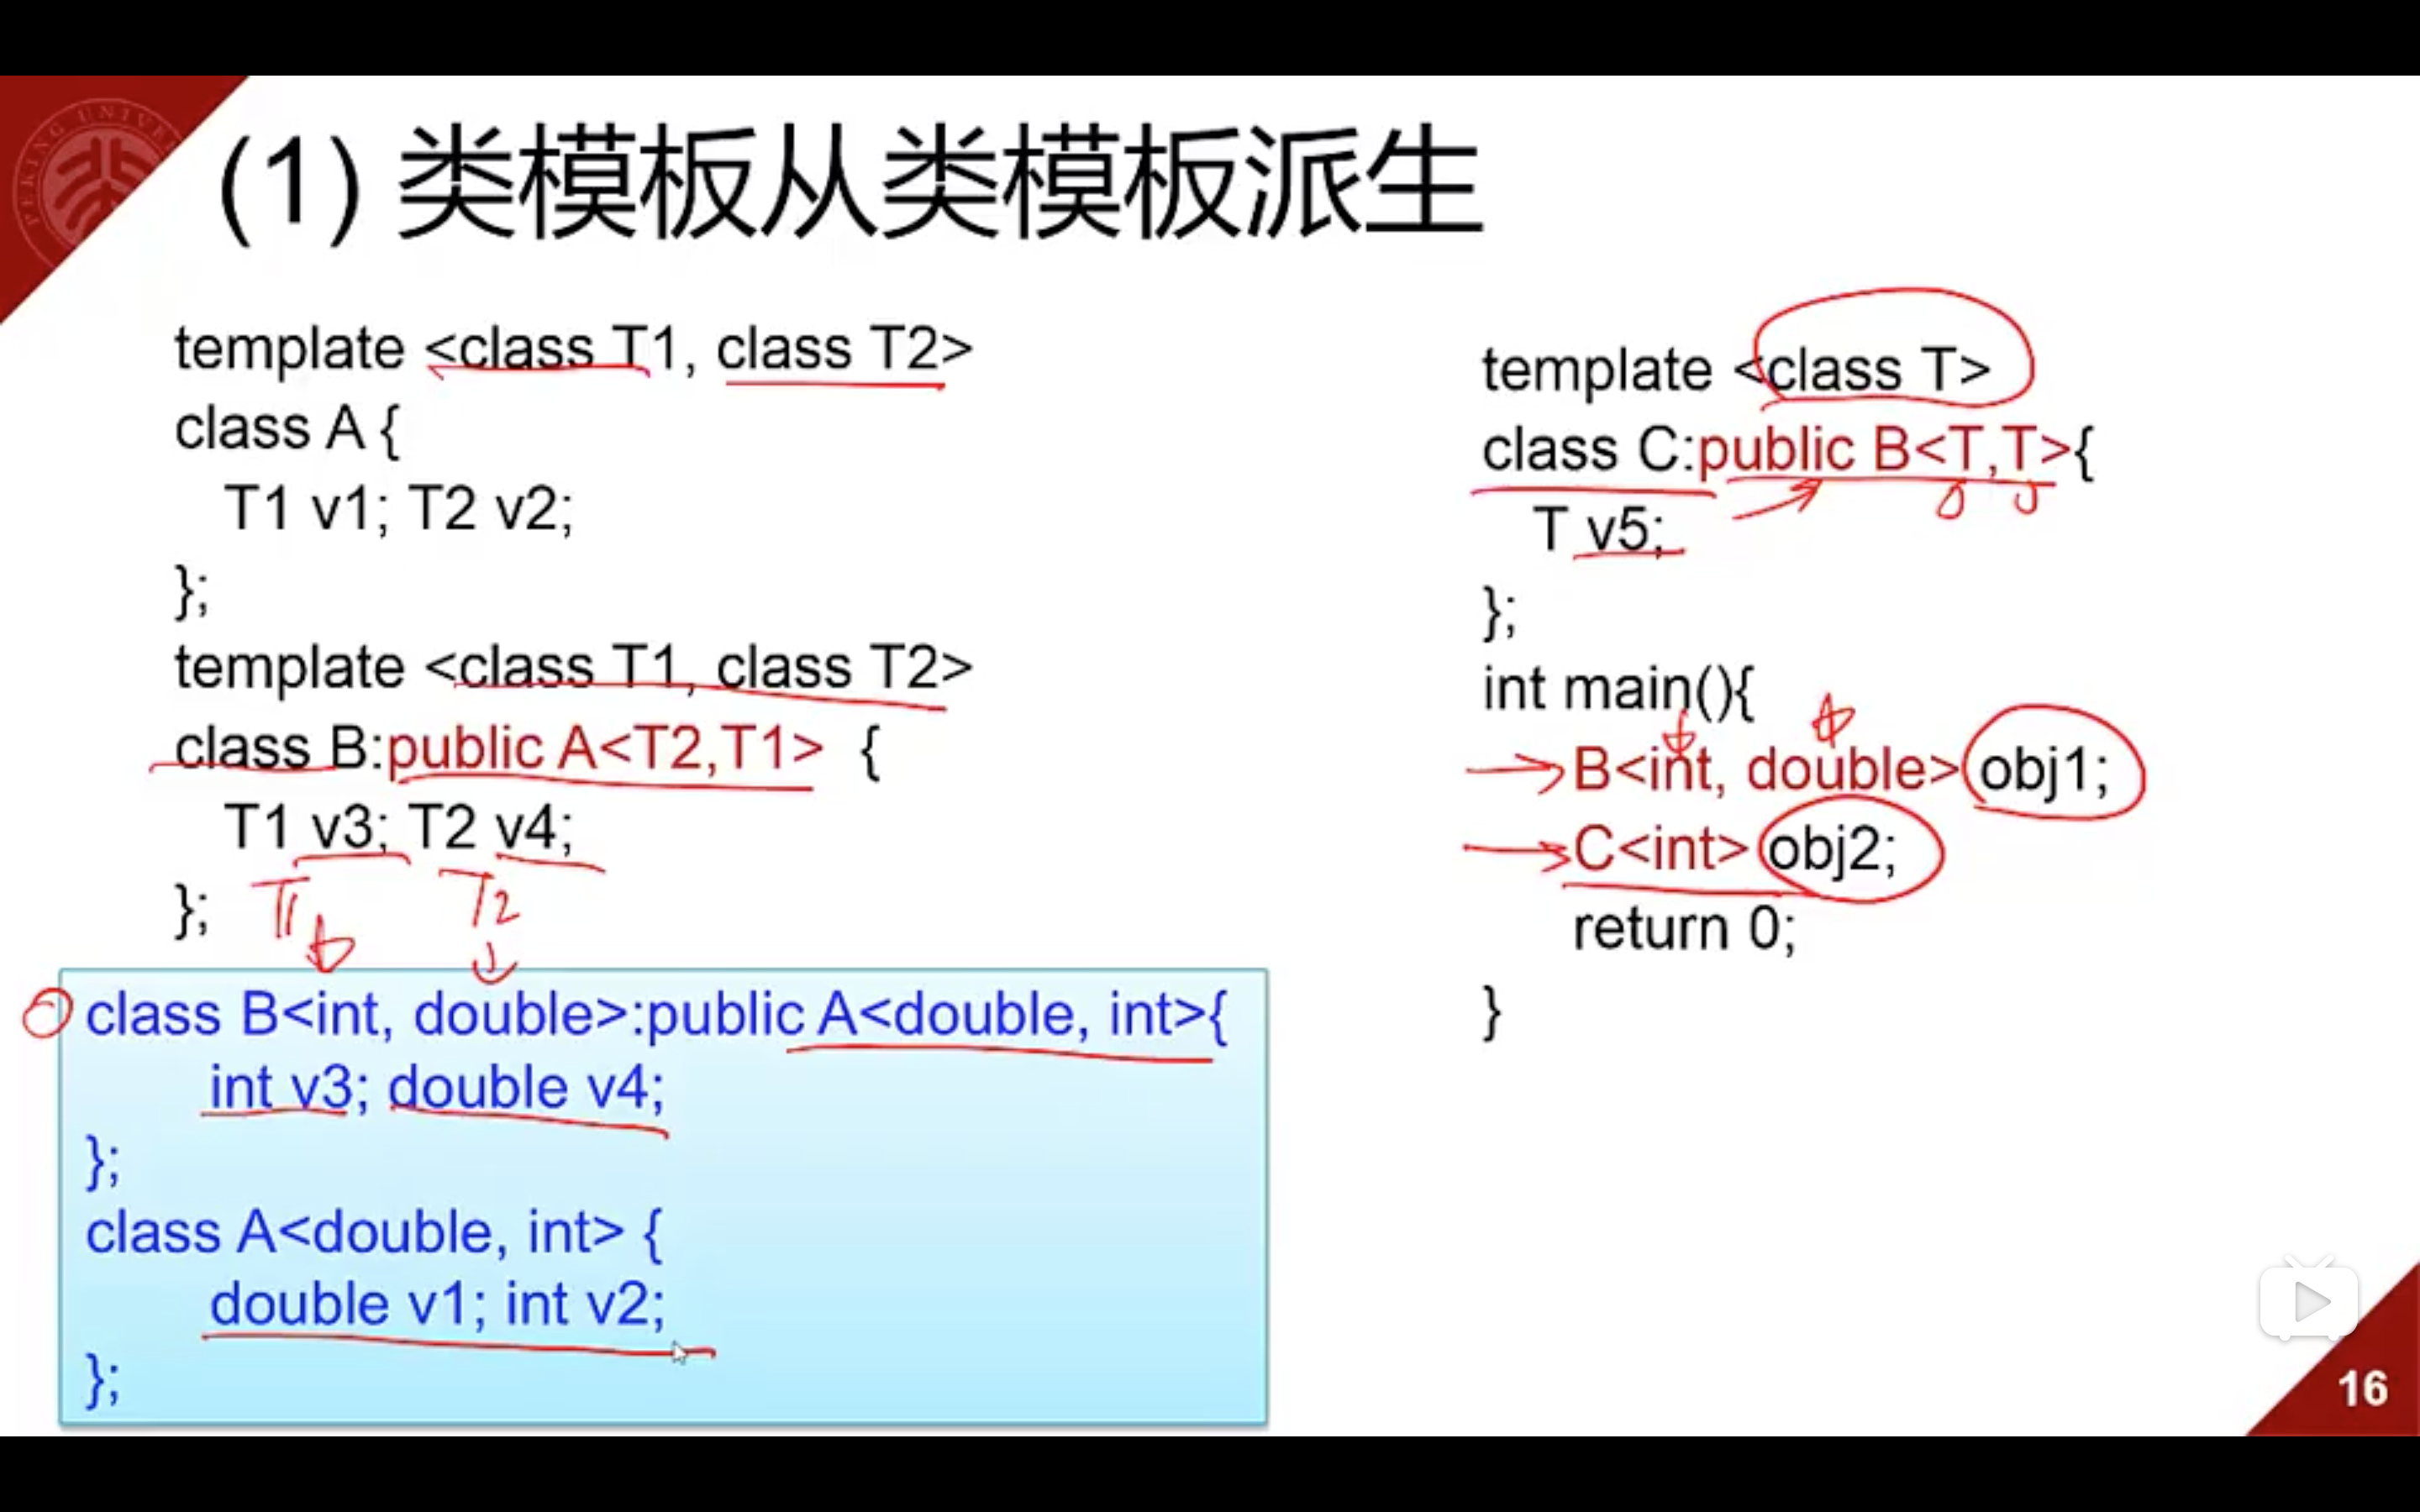 (1) 类模板从类模板派生
template <class T1, class T2>
class A {
T1 v1; T2 v2;
};
template <class T1, class T2>
class B:public A<T2,T1> {
T1 v3; T2 v4;
};
T1 T2
class B<int, double>:public A<double, int>{
int v3; double v4;
};
class A<double, int> {
double v1; int v2;
};
template <class T>
class C:public B<T,T>{
T v5;
};
int main(){
B<int, double> obj1;
C<int> obj2;
return 0;
}
16